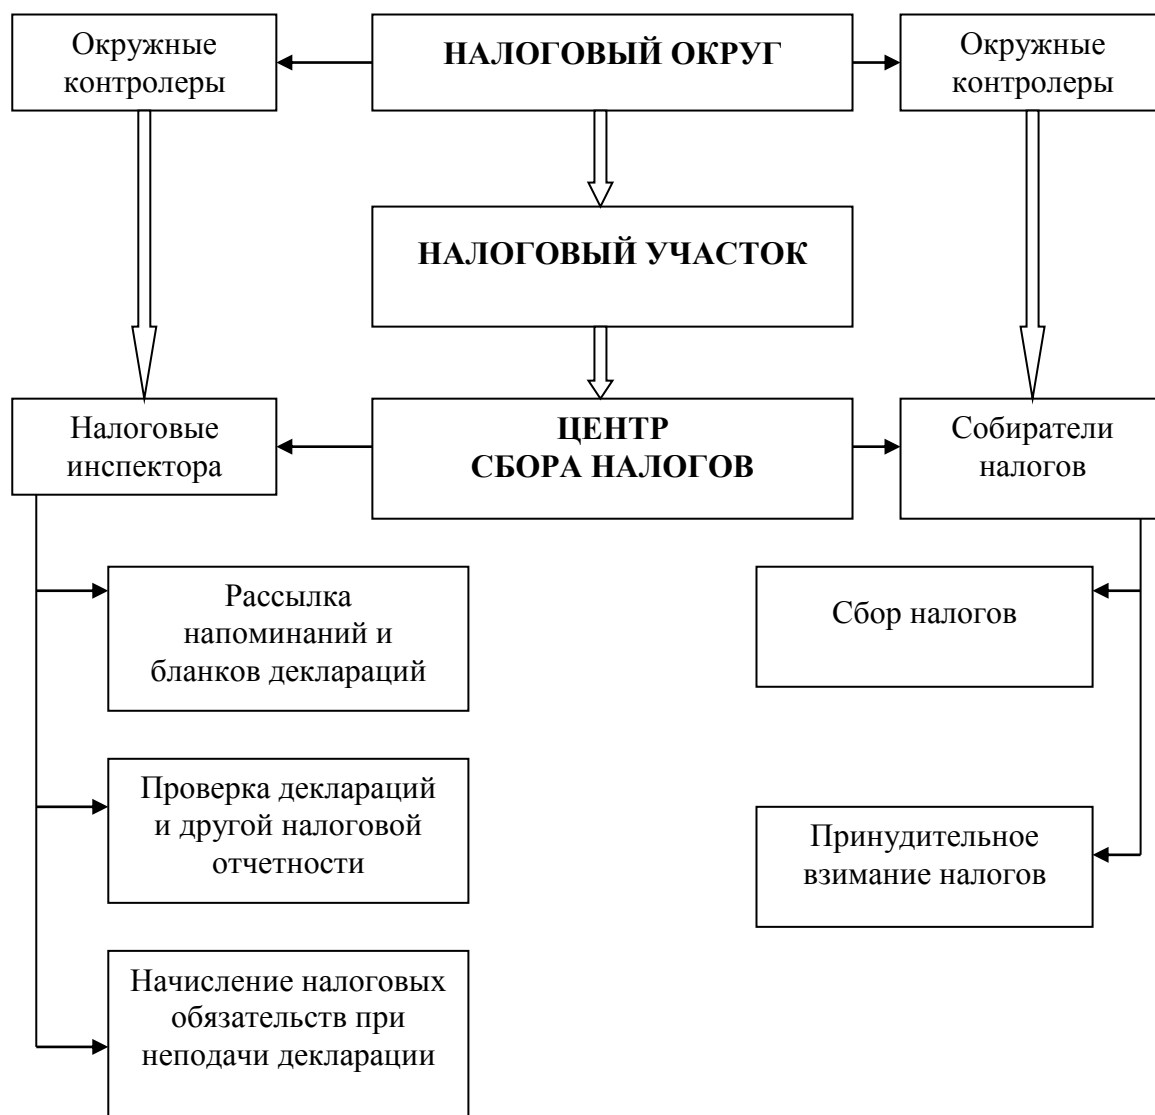 Окружные
контролеры
НАЛОГОВЫЙ ОКРУГ
Окружные
контролеры
НАЛОГОВЫЙ УЧАСТОК
Налоговые
инспектора
ЦЕНТР
СБОРА НАЛОГОВ
Собиратели
налогов
Рассылка
напоминаний и
бланков деклараций
Сбор налогов
Проверка деклараций
и другой налоговой
отчетности
Принудительное
взимание налогов
Начисление налоговых
обязательств при
неподачи декларации